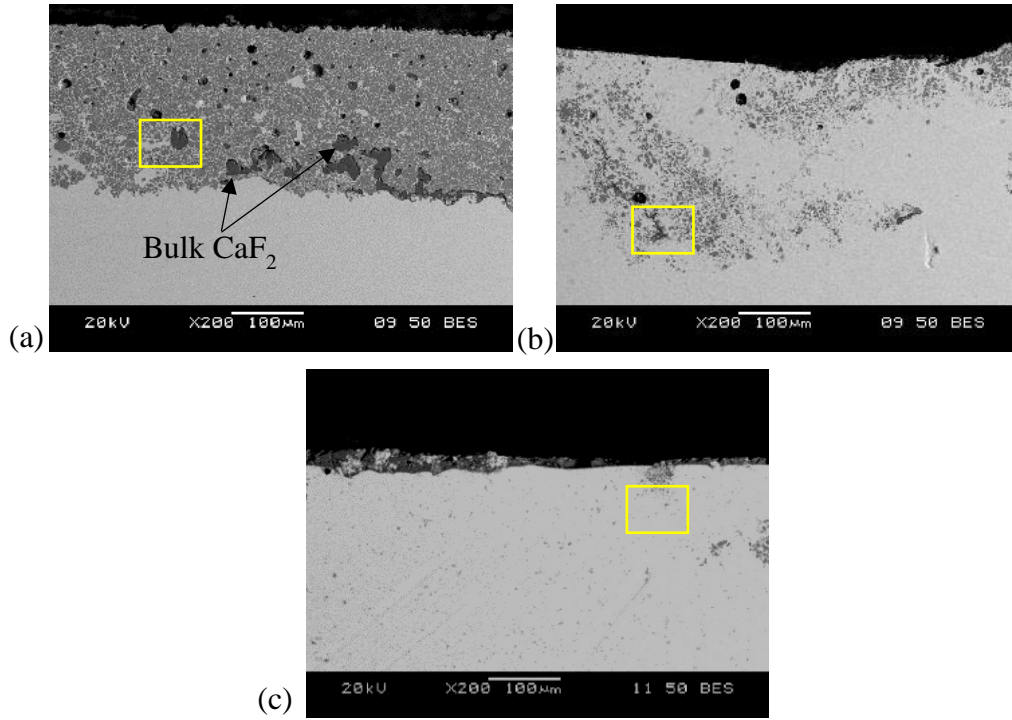 Bulk CaF₂
20kV X200 100µm 09 50 BES
(a)
20kV X200 100µm 09 50 BES
(b)
20kV X200 100µm 11 50 BES
(c)